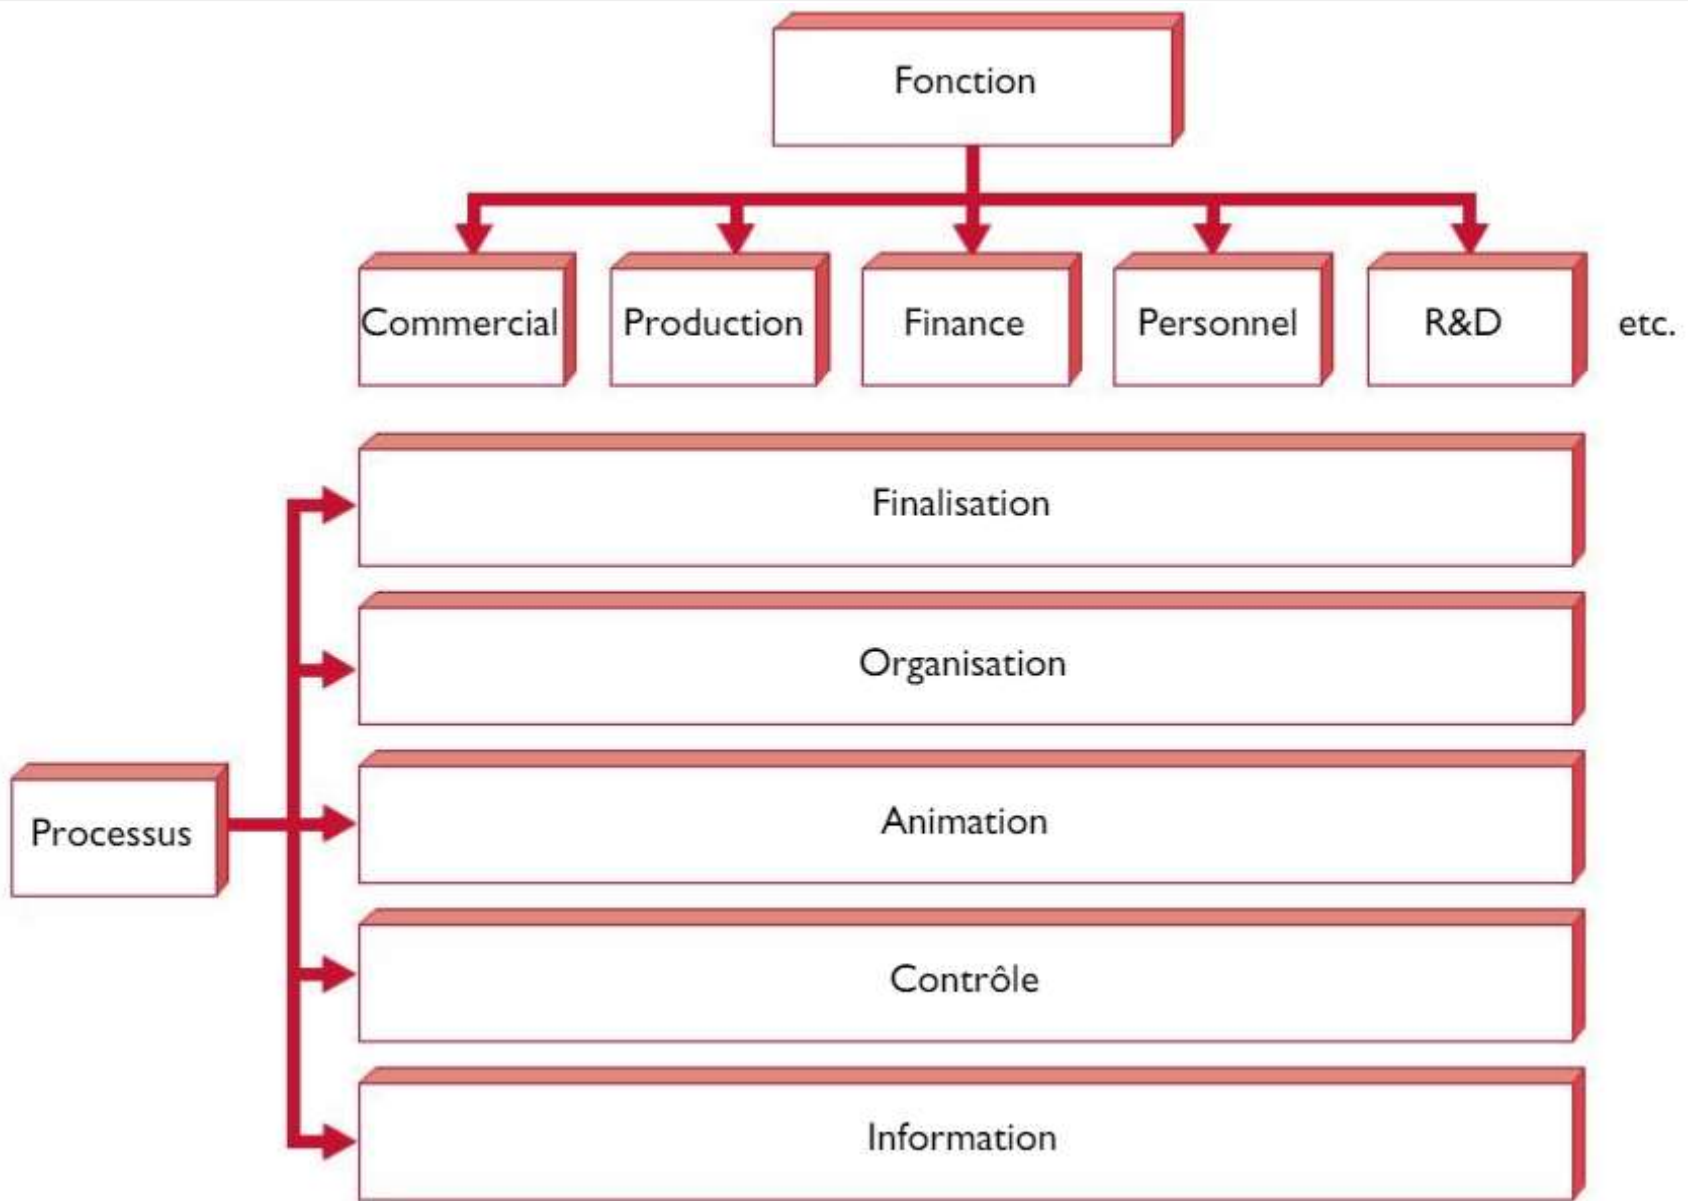 Fonction
Commercial
Production
Finance
Personnel
R&D
etc.
Finalisation
Organisation
Animation
Processus
Contrôle
Information